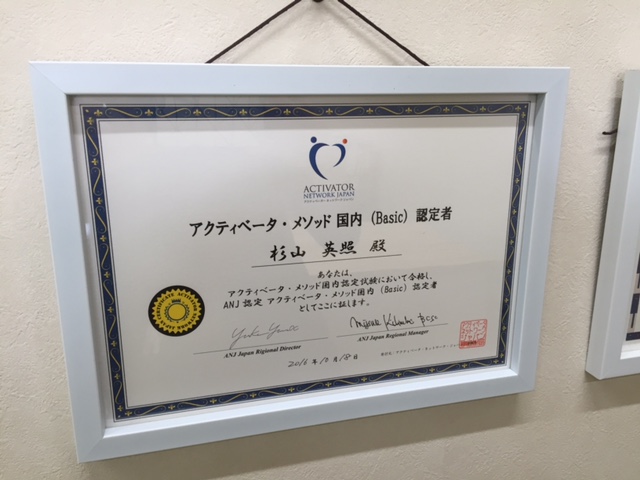 ACTIVATOR
NETWORK JAPAN
アクティベータ・メソッド 国内 (Basic) 認定者
杉山 英照 殿
あなたは、
アクティベータ・メソッド国内認定試験において合格し、
ANJ 認定 アクティベータ・メソッド国内 (Basic) 認定者
としてここに証します。
ANJ Japan Rigional Director
ANJ Japan Regional Manager